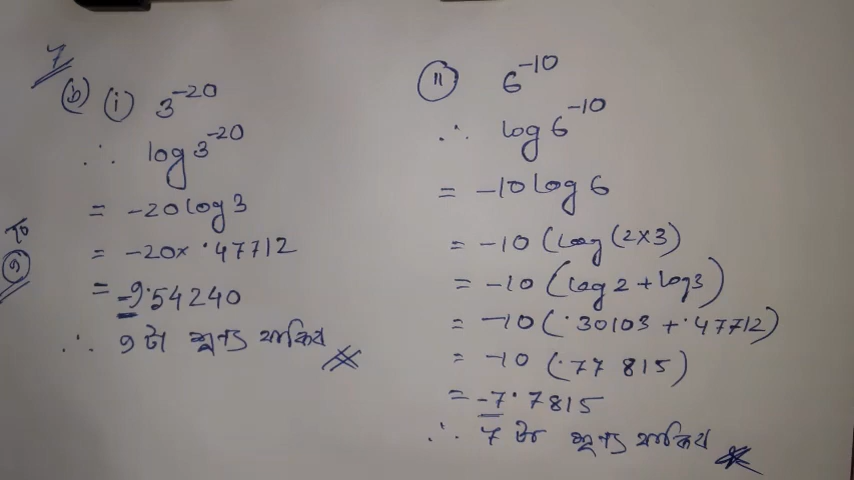 7
(b) (i) 3^-20
∴ log 3^-20
= -20 log 3
= -20 × .47712
= -9.54240
∴ 9 টা শূন্য থাকিব
(ii) 6^-10
∴ log 6^-10
= -10 log 6
= -10 (log (2×3)
= -10 (log 2 + log 3)
= -10 (.30103 + .47712)
= -10 (.77815)
= -7.7815
∴ 7 টা শূন্য থাকিব